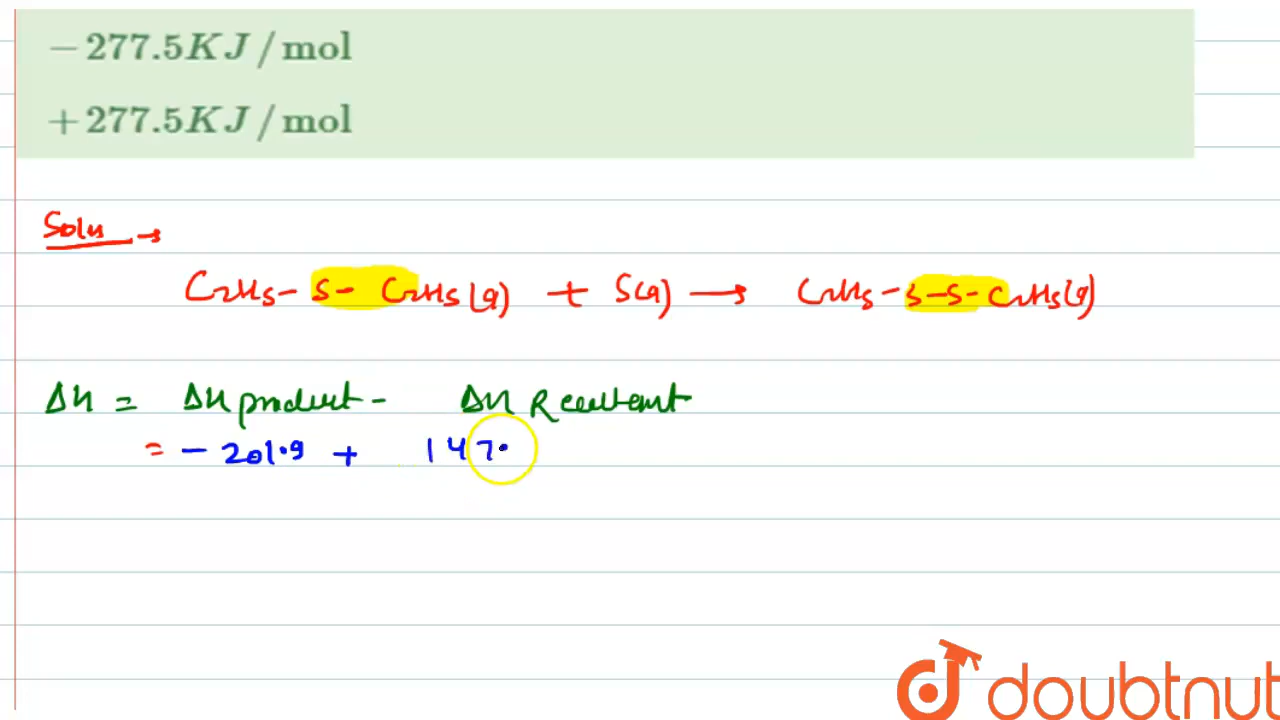 − 277.5KJ/mol
+ 277.5KJ/mol
Soln →
C2H5 - S - C2H5(g) + S(g) → C2H5 - S-S- C2H5(g)
ΔH = ΔH product - ΔH Reactant
= - 201.9 + 147.
doubtnut